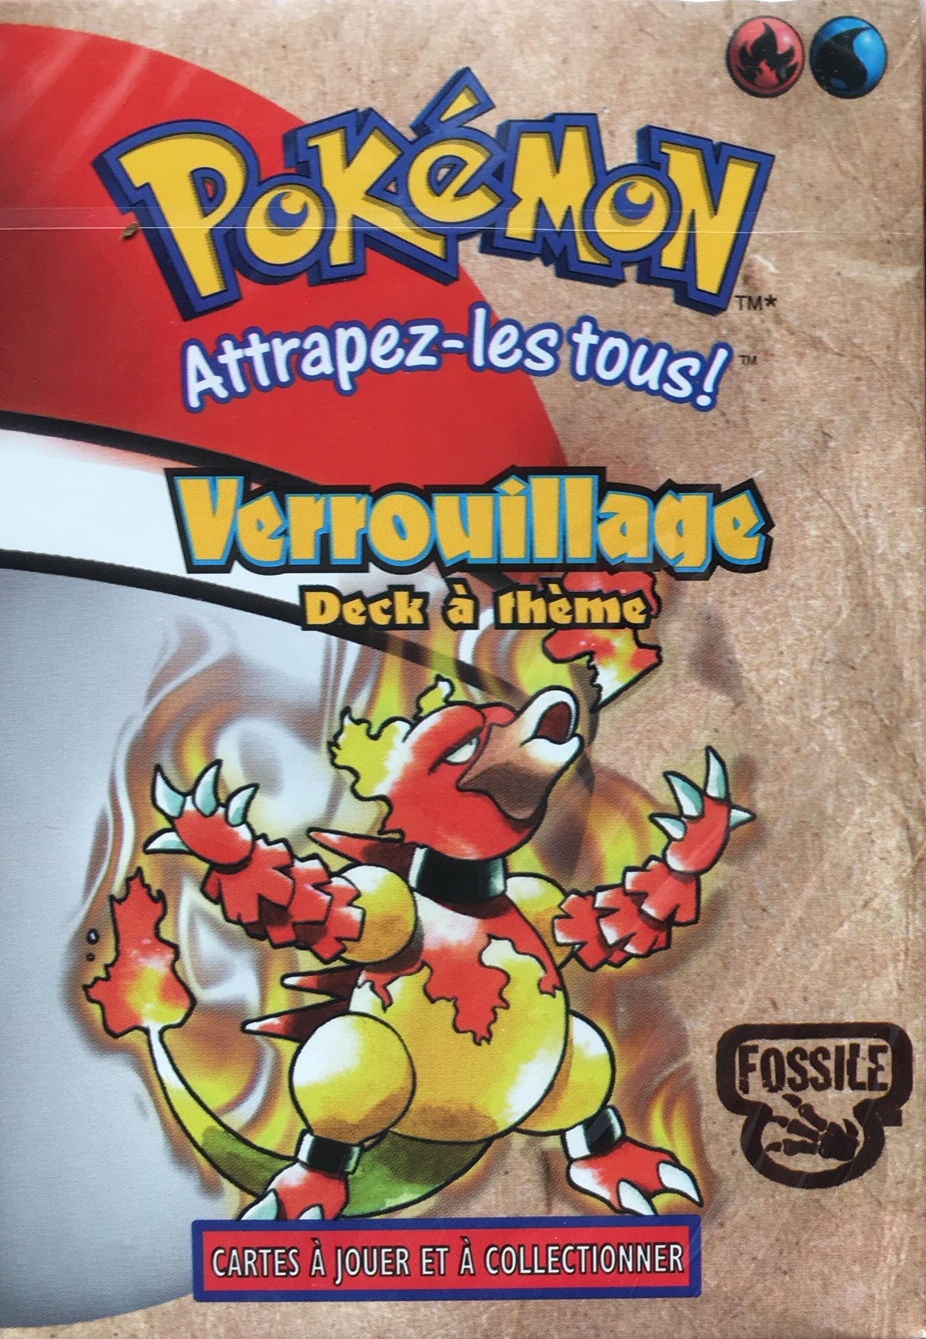 POKéMON
TM*
Attrapez-les tous!
TM
Verrouillage
Deck à thème
FOSSILE
CARTES À JOUER ET À COLLECTIONNER